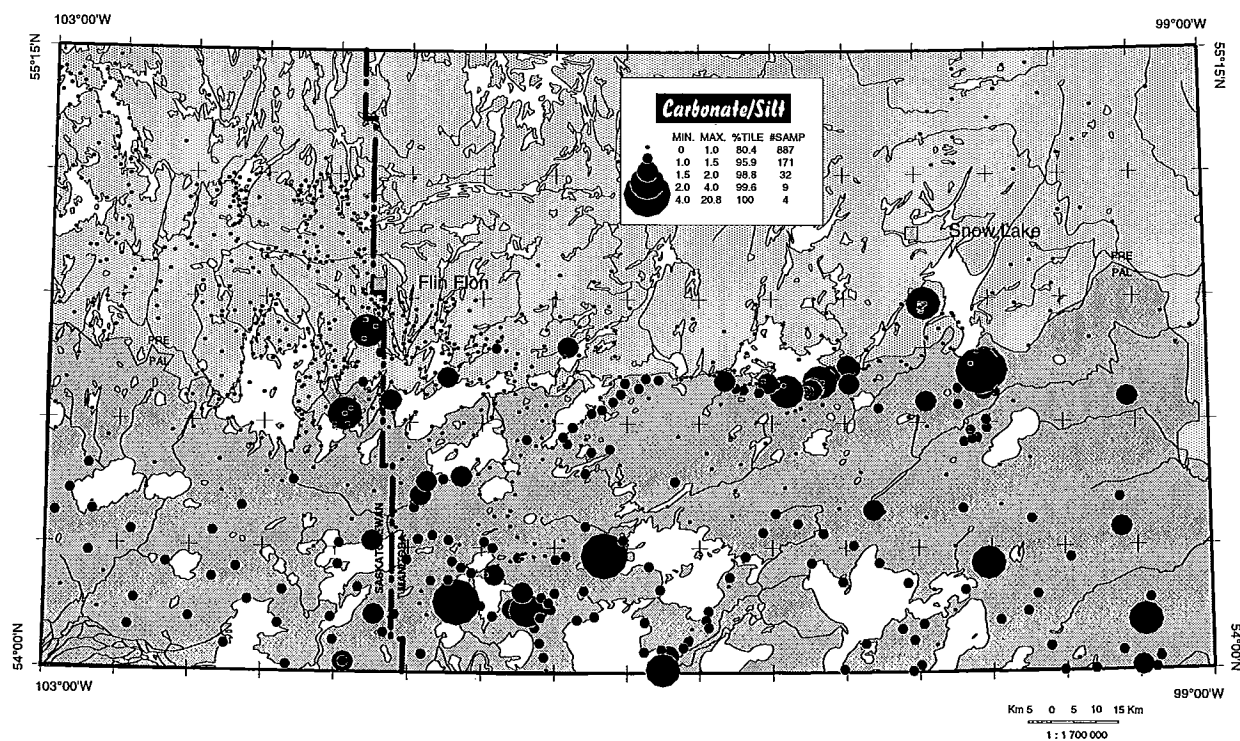 103°00'W
99°00'W
55°15'N
55°15'N
Carbonate/Silt
MIN. MAX. %TILE #SAMP
0 1.0 80.4 887
1.0 1.5 95.9 171
1.5 2.0 98.8 32
2.0 4.0 99.6 9
4.0 20.8 100 4
Snow Lake
PRE
PAL
Flin Flon
PRE
PAL
SASKATCHEWAN
MANITOBA
54°00'N
54°00'N
103°00'W
99°00'W
Km 5 0 5 10 15 Km
1 : 1 700 000